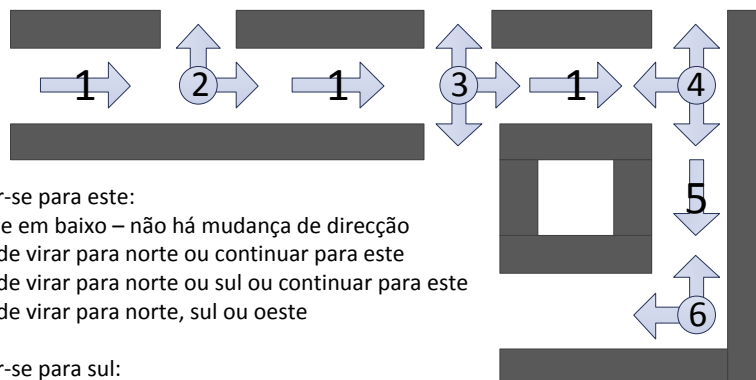 1 2 1 3 1 4
5
r-se para este:
e em baixo – não há mudança de direcção
de virar para norte ou continuar para este
de virar para norte ou sul ou continuar para este
de virar para norte, sul ou oeste
6
r-se para sul: